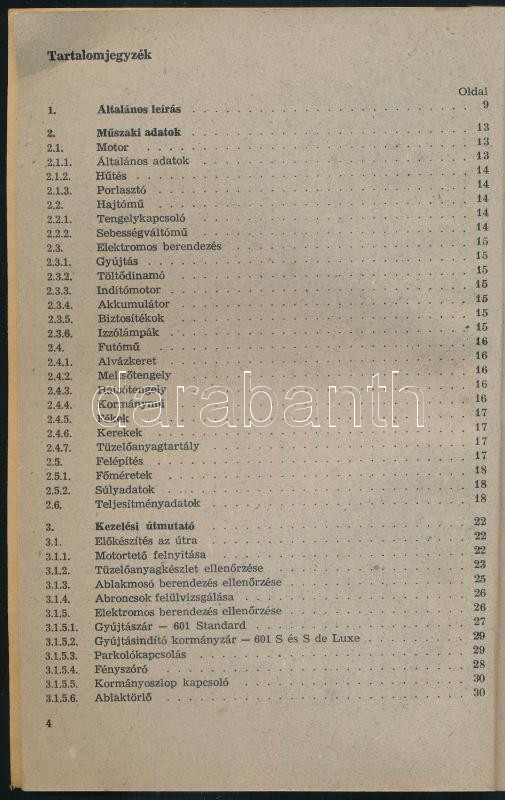 Tartalomjegyzék
Oldal
1. Általános leírás 9
2. Műszaki adatok 13
2.1. Motor 13
2.1.1. Általános adatok 13
2.1.2. Hűtés 14
2.1.3. Porlasztó 14
2.2. Hajtómű 14
2.2.1. Tengelykapcsoló 14
2.2.2. Sebességváltómű 14
2.3. Elektromos berendezés 15
2.3.1. Gyújtás 15
2.3.2. Töltődinamó 15
2.3.3. Indítómotor 15
2.3.4. Akkumulátor 15
2.3.5. Biztosítékok 15
2.3.6. Izzólámpák 15
2.4. Futómű 16
2.4.1. Alvázkeret 16
2.4.2. Mellsőtengely 16
2.4.3. Hátsótengely 16
2.4.4. Kormánymű 16
2.4.5. Fékek 17
2.4.6. Kerekek 17
2.4.7. Tüzelőanyagtartály 17
2.5. Felépítés 17
2.5.1. Főméretek 18
2.5.2. Súlyadatok 18
2.6. Teljesítményadatok 18
3. Kezelési útmutató 22
3.1. Előkészítés az útra 22
3.1.1. Motortető felnyitása 22
3.1.2. Tüzelőanyagkészlet ellenőrzése 23
3.1.3. Ablakmosó berendezés ellenőrzése 25
3.1.4. Abroncsok felülvizsgálása 26
3.1.5. Elektromos berendezés ellenőrzése 26
3.1.5.1. Gyújtászár — 601 Standard 27
3.1.5.2. Gyújtásindító kormányzár — 601 S és S de Luxe 29
3.1.5.3. Parkolókapcsolás 29
3.1.5.4. Fényszóró 28
3.1.5.5. Kormányoszlop kapcsoló 30
3.1.5.6. Ablaktörlő 30
4
darabanth